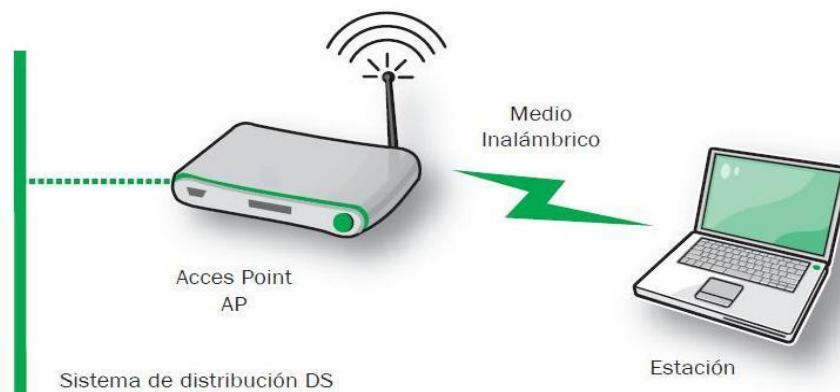 Medio
Inalámbrico
Acces Point
AP
Estación
Sistema de distribución DS